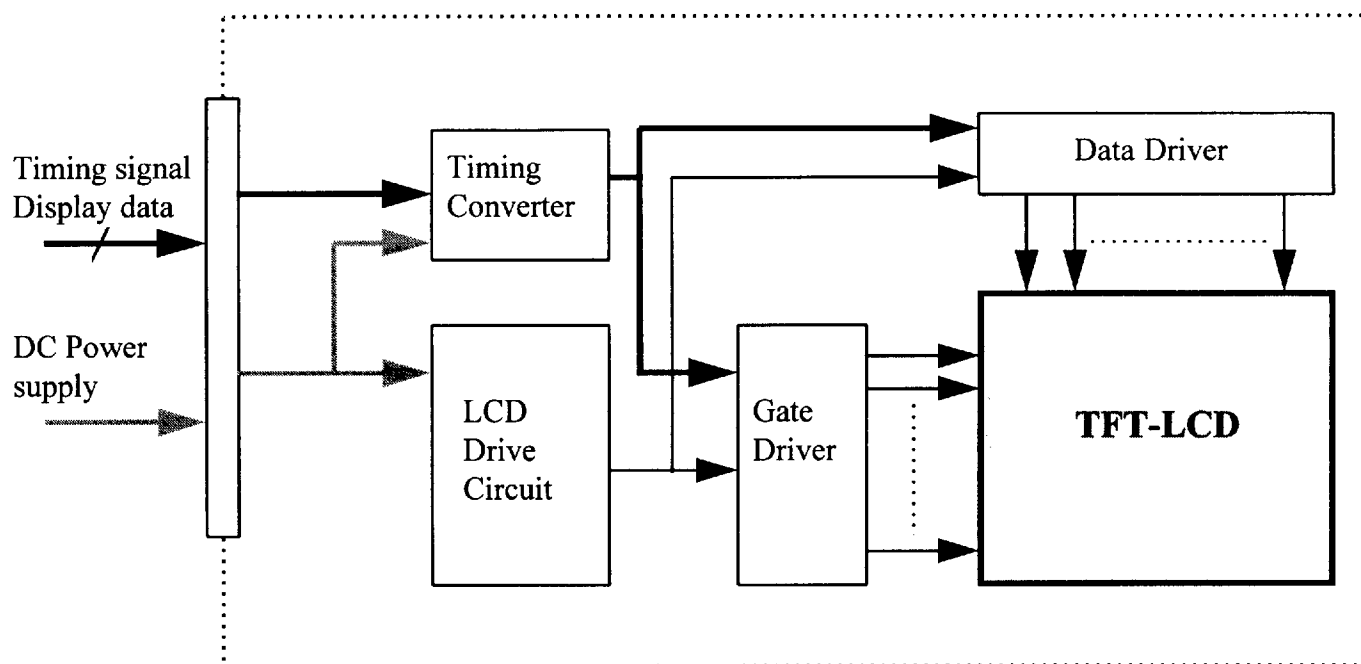 Timing signal
Display data
DC Power
supply
Timing
Converter
LCD
Drive
Circuit
Gate
Driver
Data Driver
TFT-LCD